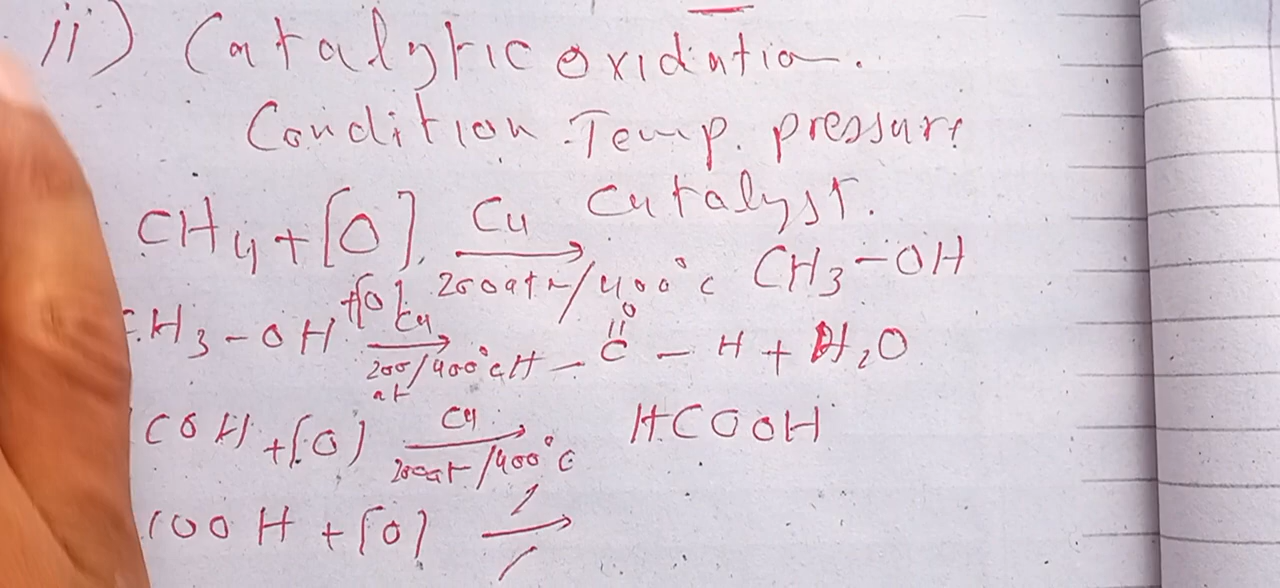 ii) Catalytic oxidation.
Condition Temp. pressure
Catalyst.
CH4 + [O] Cu 200atm/400°C CH3-OH
H3-OH +[O] Cu 200/400°C at H-C-H + H2O
O
COH + [O] Cu 200at/400°C HCOOH
COOH + [O]